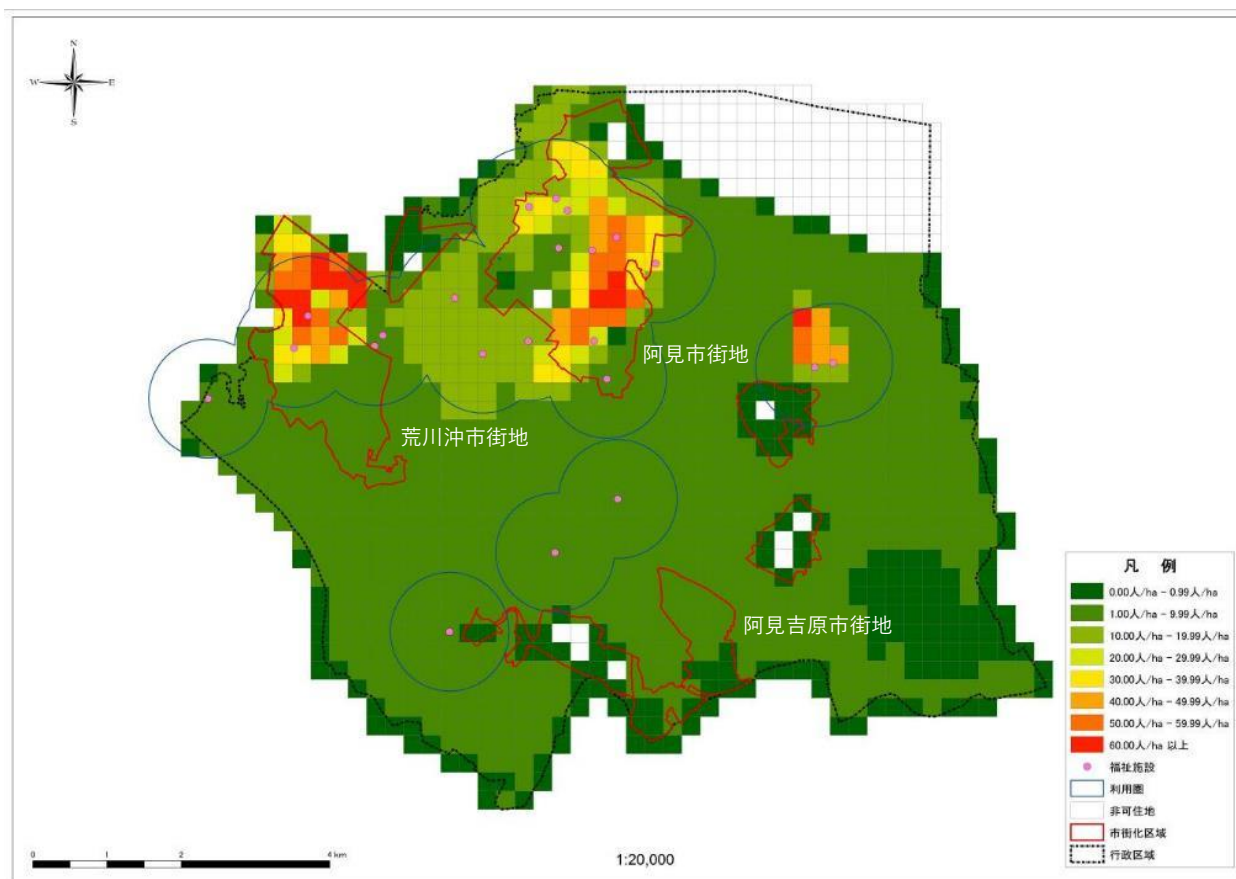 N
W E
S
阿見市街地
荒川沖市街地
阿見吉原市街地
凡 例
0.00人/ha - 0.99人/ha
1.00人/ha - 9.99人/ha
10.00人/ha - 19.99人/ha
20.00人/ha - 29.99人/ha
30.00人/ha - 39.99人/ha
40.00人/ha - 49.99人/ha
50.00人/ha - 59.99人/ha
60.00人/ha 以上
福祉施設
利用圏
非可住地
市街化区域
行政区域
0 1 2 4 km
1:20,000